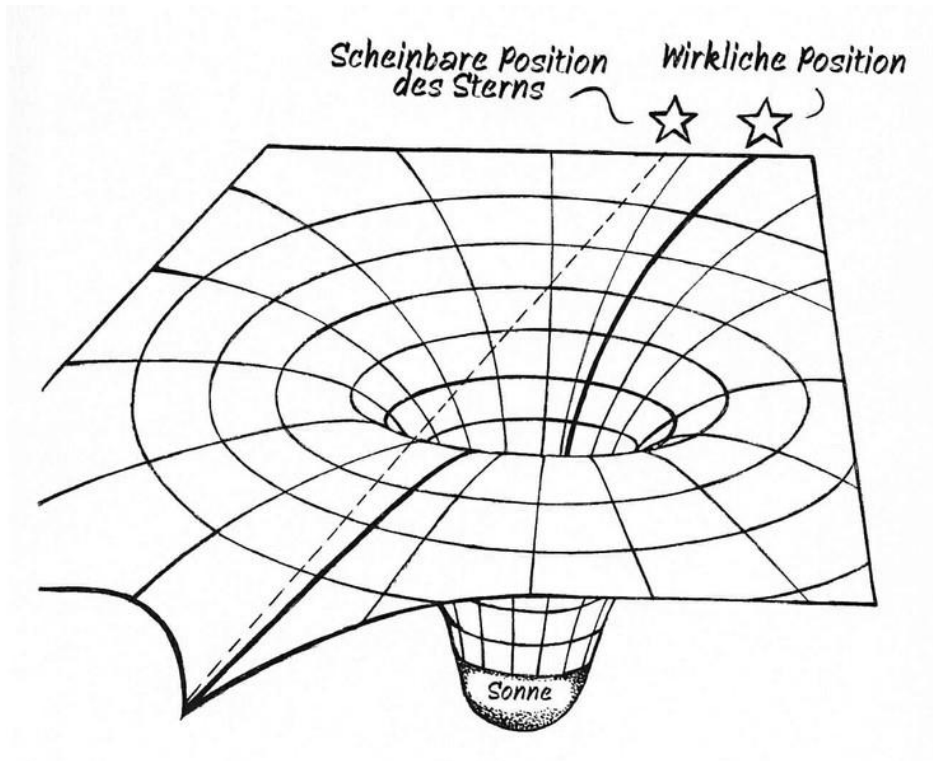 Scheinbare Position
des Sterns
Wirkliche Position
Sonne